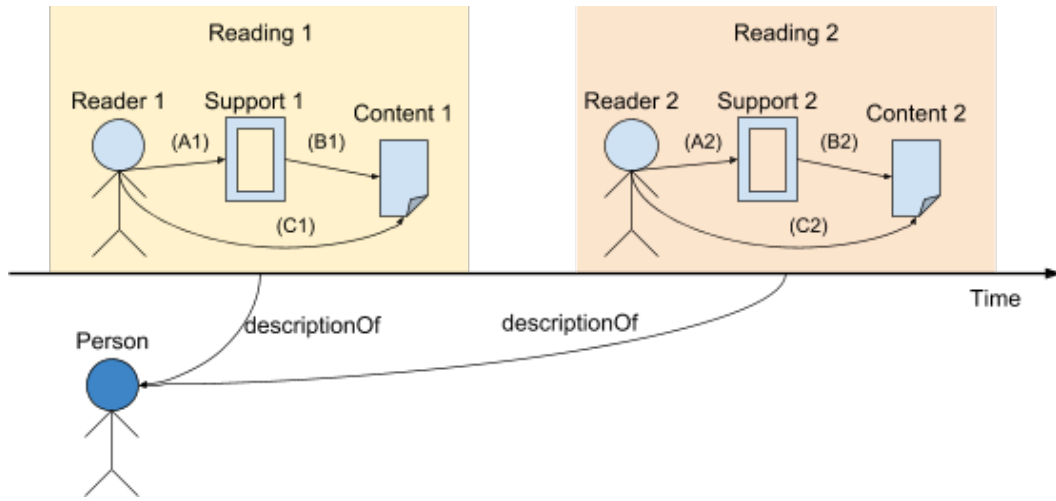 Reading 1
Reader 1
Support 1
Content 1
(A1)
(B1)
(C1)
Reading 2
Reader 2
Support 2
Content 2
(A2)
(B2)
(C2)
Time
descriptionOf
descriptionOf
Person